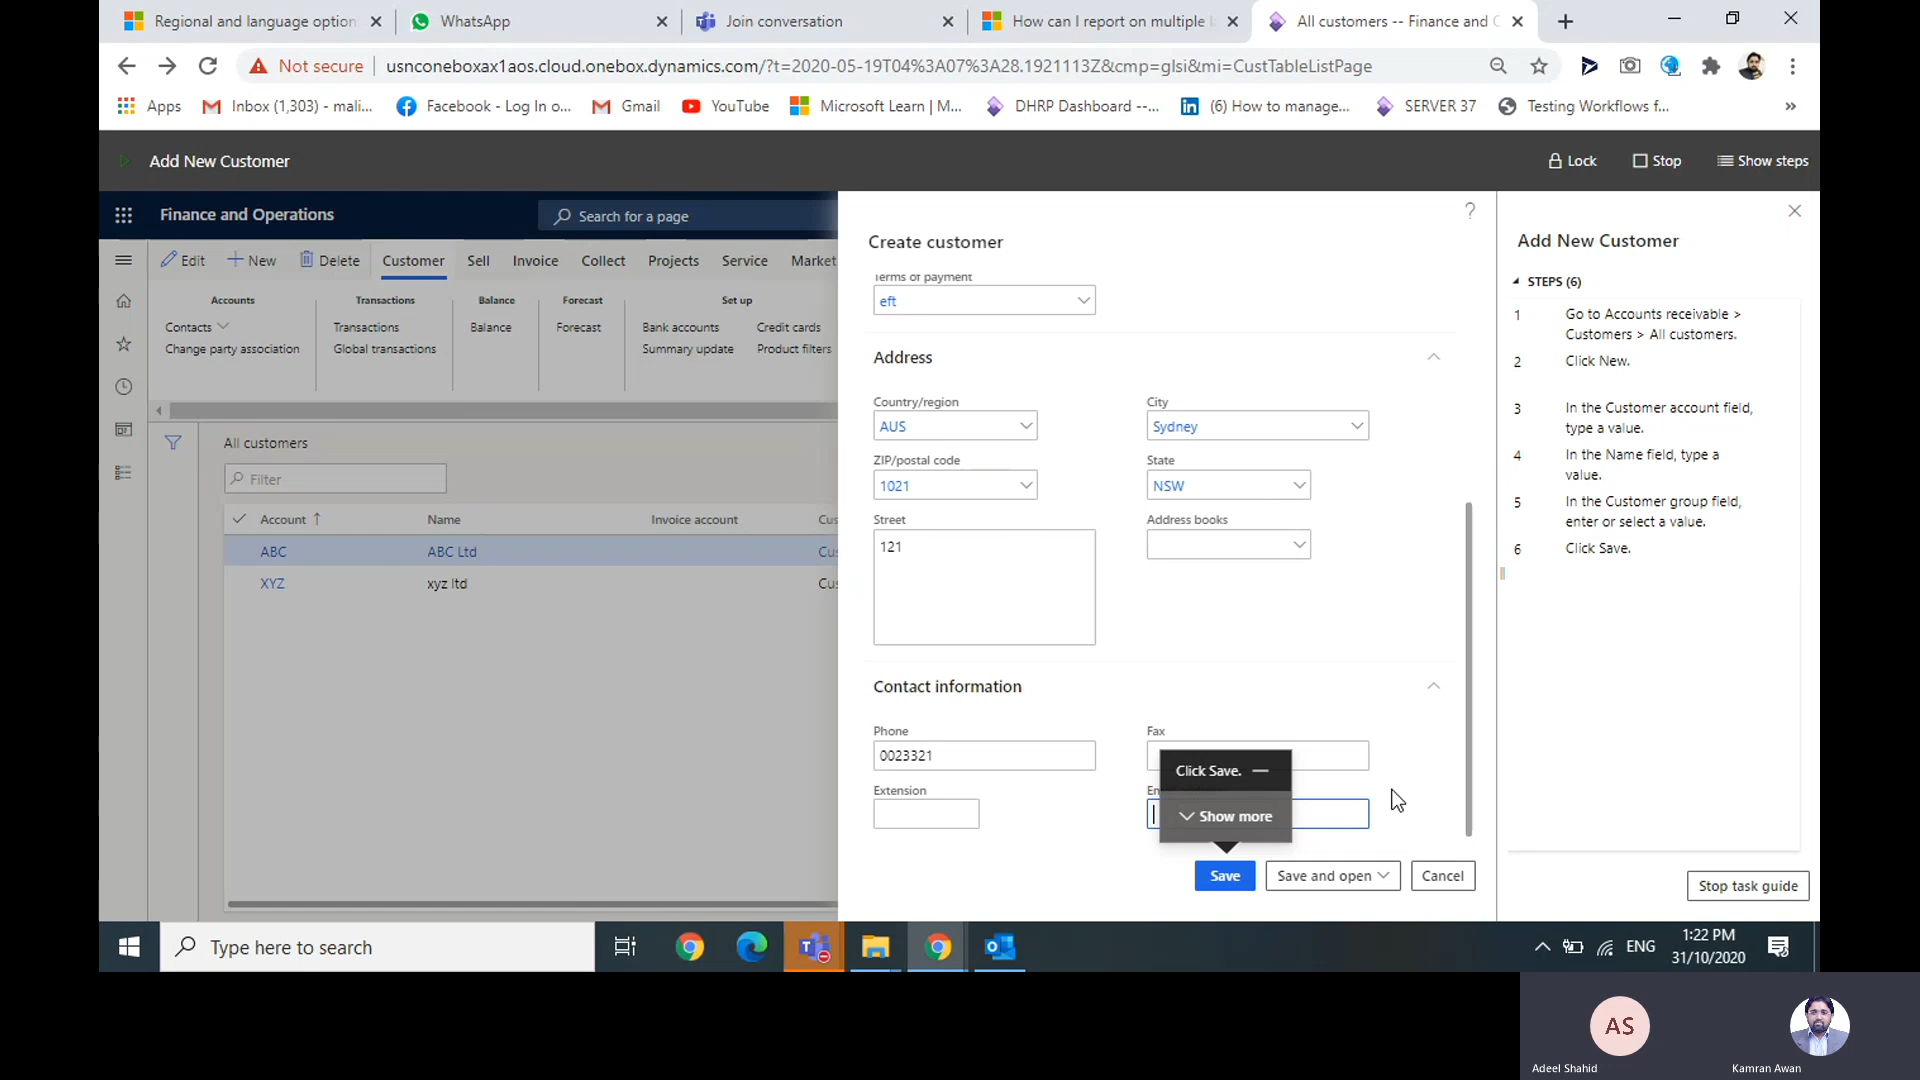 Regional and language option
WhatsApp
Join conversation
How can I report on multiple l
All customers -- Finance and O
Not secure
usnconeboxax1aos.cloud.onebox.dynamics.com/?t=2020-05-19T04%3A07%3A28.1921113Z&cmp=glsi&mi=CustTableListPage
Apps
Inbox (1,303) - mali...
Facebook - Log In o...
Gmail
YouTube
Microsoft Learn | M...
DHRP Dashboard --...
(6) How to manage...
SERVER 37
Testing Workflows f...
»
Add New Customer
Lock
Stop
Show steps
Finance and Operations
Search for a page
Edit
New
Delete
Customer
Sell
Invoice
Collect
Projects
Service
Market
Accounts
Contacts
Change party association
Transactions
Transactions
Global transactions
Balance
Balance
Forecast
Forecast
Set up
Bank accounts
Credit cards
Summary update
Product filters
All customers
Filter
Account ↑
Name
Invoice account
Cus
ABC
ABC Ltd
Cu
XYZ
xyz ltd
Cu
?
Create customer
Terms of payment
eft
Address
Country/region
City
AUS
Sydney
ZIP/postal code
State
1021
NSW
Street
Address books
121
Contact information
Phone
Fax
0023321
Extension
Click Save.
Show more
Save
Save and open
Cancel
Add New Customer
STEPS (6)
1 Go to Accounts receivable >
Customers > All customers.
2 Click New.
3 In the Customer account field,
type a value.
4 In the Name field, type a
value.
5 In the Customer group field,
enter or select a value.
6 Click Save.
Stop task guide
Type here to search
ENG
1:22 PM
31/10/2020
AS
Adeel Shahid
Kamran Awan